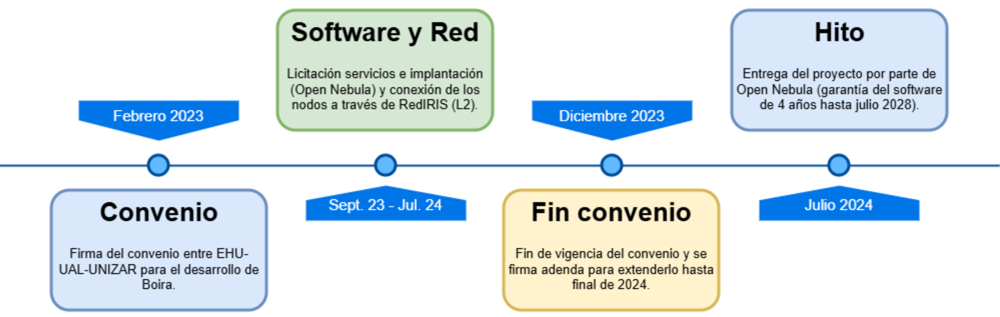 Febrero 2023
Convenio
Firma del convenio entre EHU-
UAL-UNIZAR para el desarrollo de
Boira.
Software y Red
Licitación servicios e implantación
(Open Nebula) y conexión de los
nodos a través de RedIRIS (L2).
Sept. 23 - Jul. 24
Diciembre 2023
Fin convenio
Fin de vigencia del convenio y se
firma adenda para extenderlo hasta
final de 2024.
Hito
Entrega del proyecto por parte de
Open Nebula (garantía del software
de 4 años hasta julio 2028).
Julio 2024